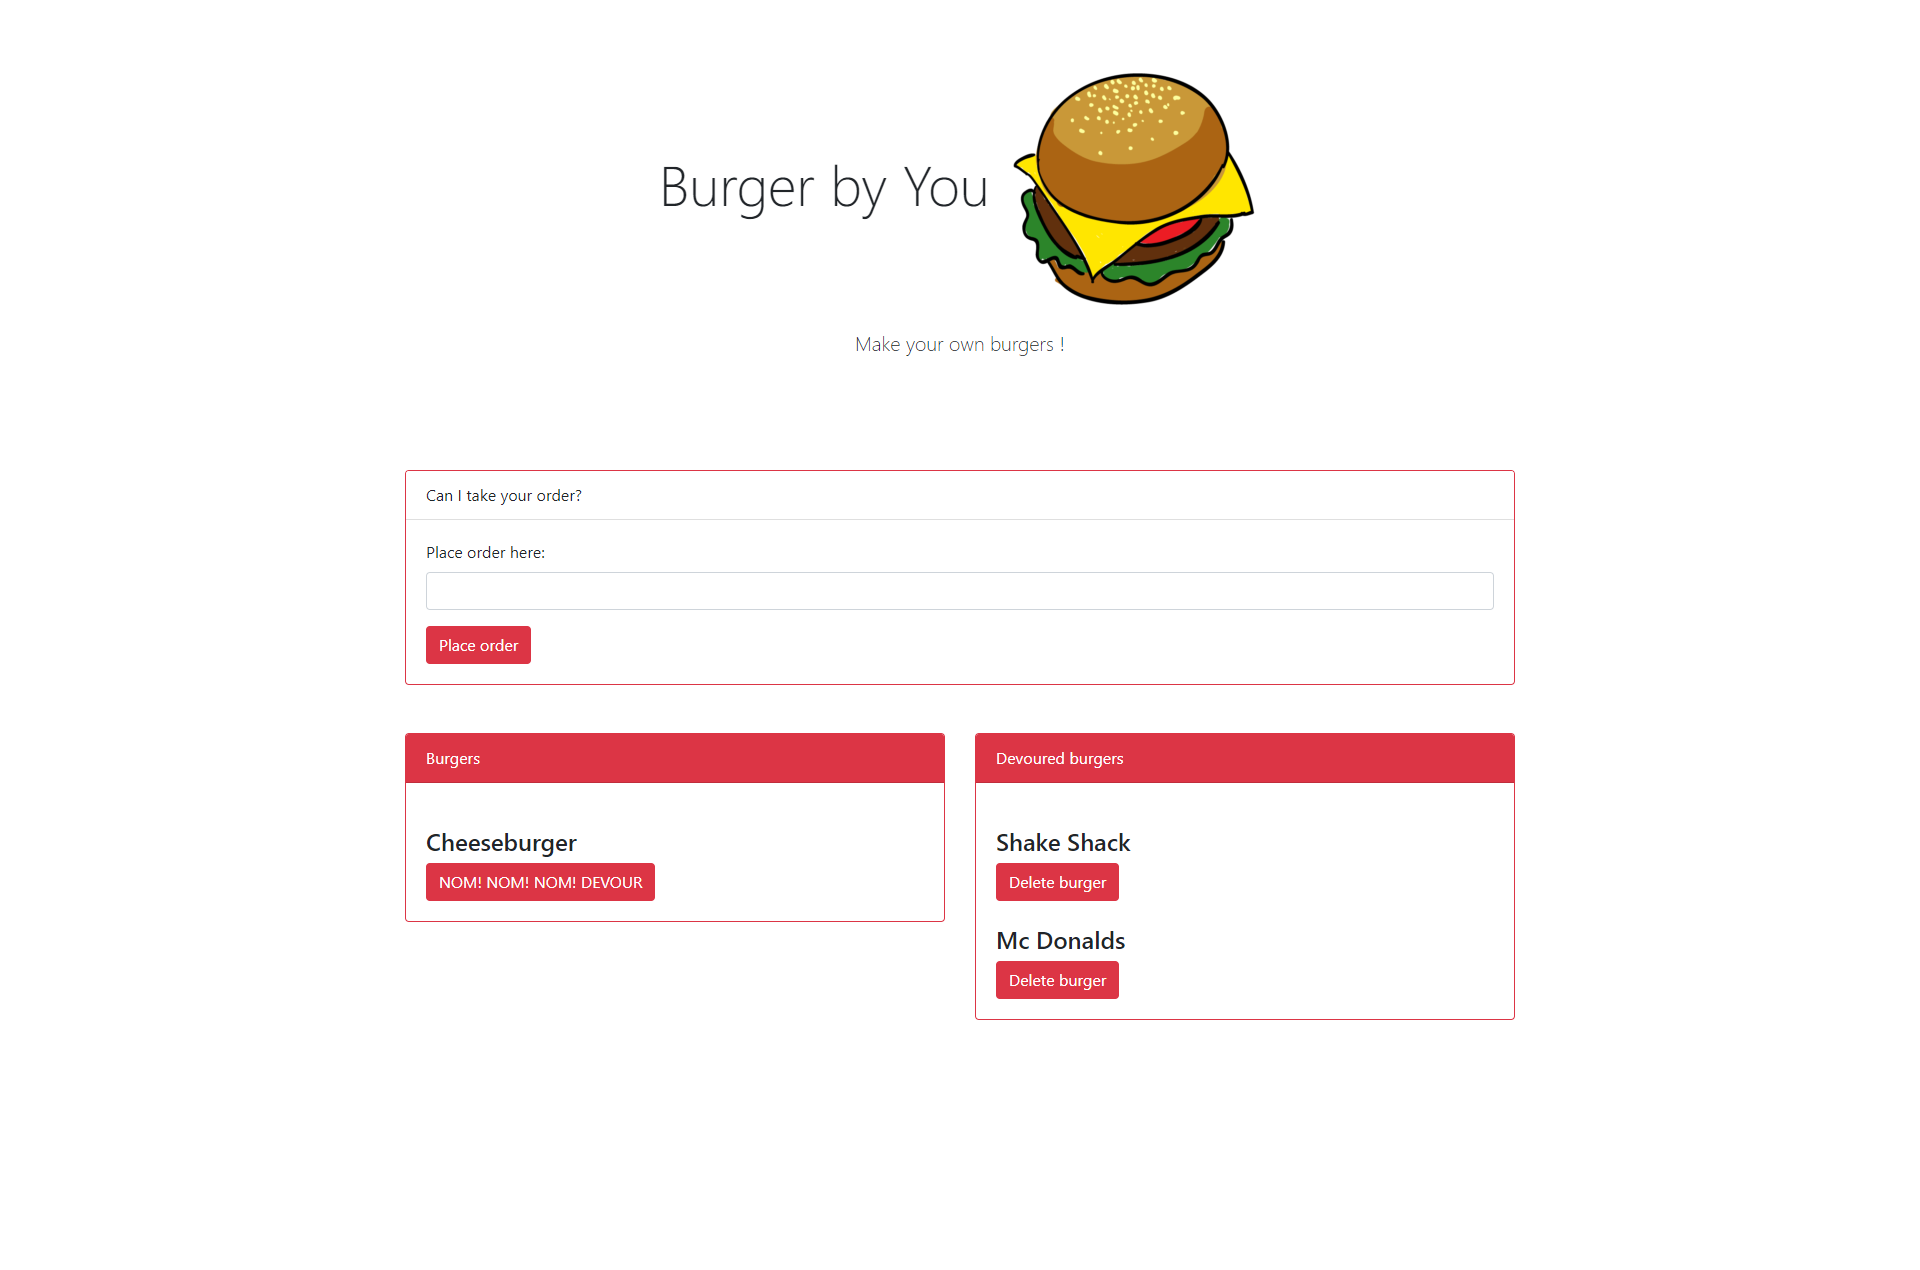 Burger by You
Make your own burgers !
Can I take your order?
Place order here:
Place order
Burgers
Cheeseburger
NOM! NOM! NOM! DEVOUR
Devoured burgers
Shake Shack
Delete burger
Mc Donalds
Delete burger